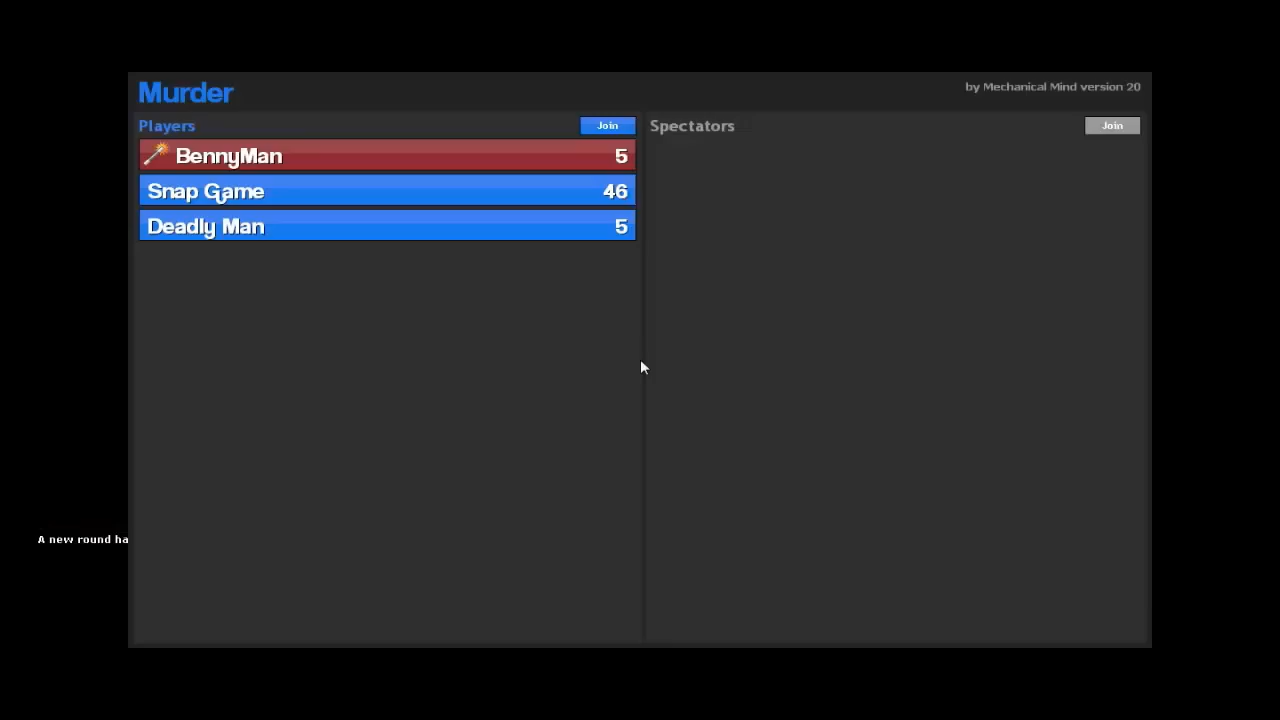 Murder
by Mechanical Mind version 20
Players
Join
Spectators
Join
BennyMan
5
Snap Game
46
Deadly Man
5
A new round ha